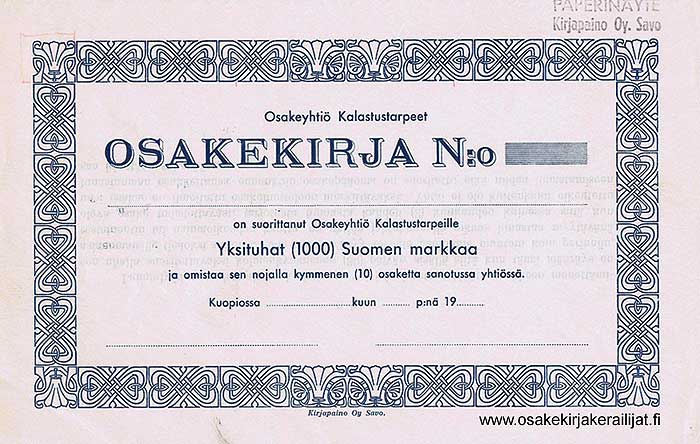 PAPERINÄYTE
Kirjapaino Oy. Savo
Osakeyhtiö Kalastustarpeet
OSAKEKIRJA N:o
on suorittanut Osakeyhtiö Kalastustarpeille
Yksituhat (1000) Suomen markkaa
ja omistaa sen nojalla kymmenen (10) osaketta sanotussa yhtiössä.
Kuopiossa ........................ kuun ........ p:nä 19........
Kirjapaino Oy Savo.
www.osakekirjakerailijat.fi